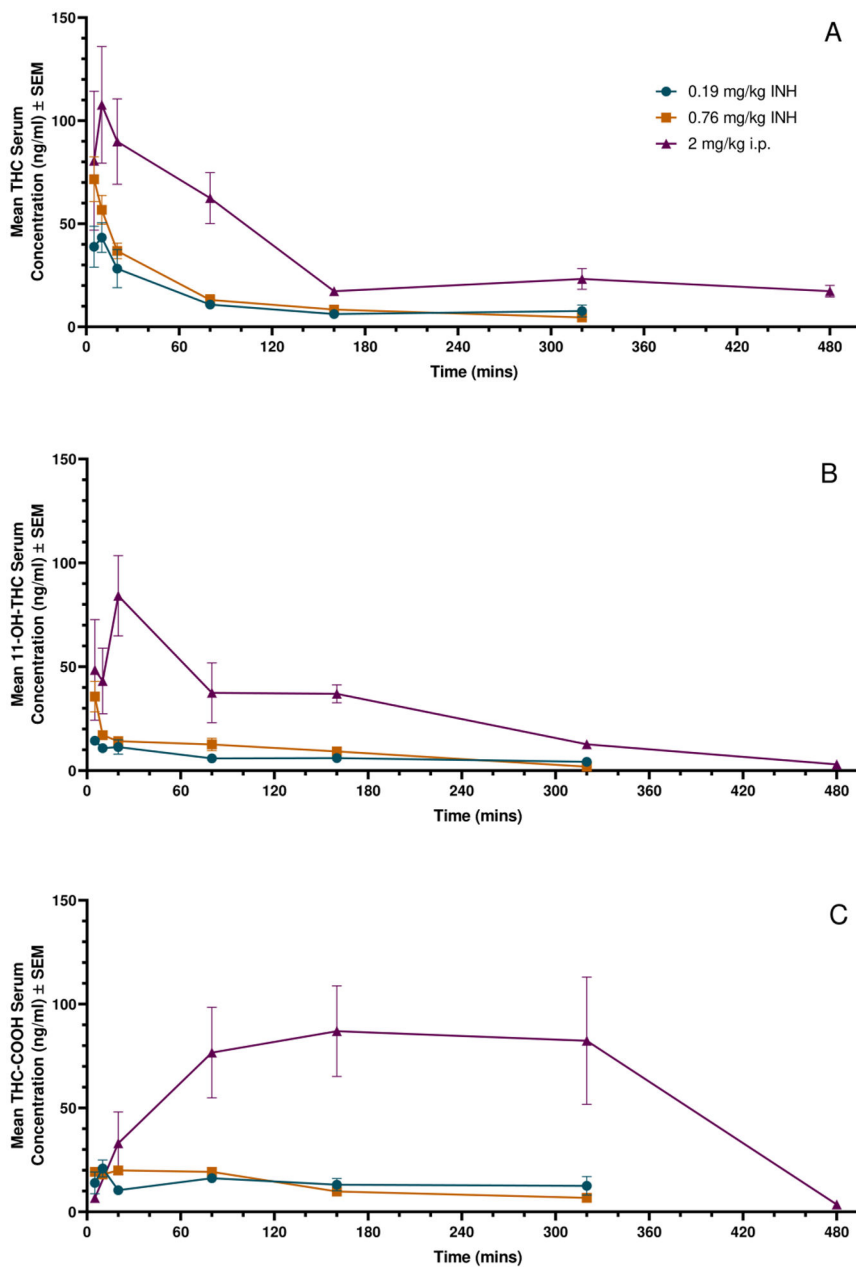 A
Mean THC Serum
Concentration (ng/ml) ± SEM
150
100
50
0
0 60 120 180 240 300 360 420 480
Time (mins)
0.19 mg/kg INH
0.76 mg/kg INH
2 mg/kg i.p.
B
Mean 11-OH-THC Serum
Concentration (ng/ml) ± SEM
150
100
50
0
0 60 120 180 240 300 360 420 480
Time (mins)
C
Mean THC-COOH Serum
Concentration (ng/ml) ± SEM
150
100
50
0
0 60 120 180 240 300 360 420 480
Time (mins)